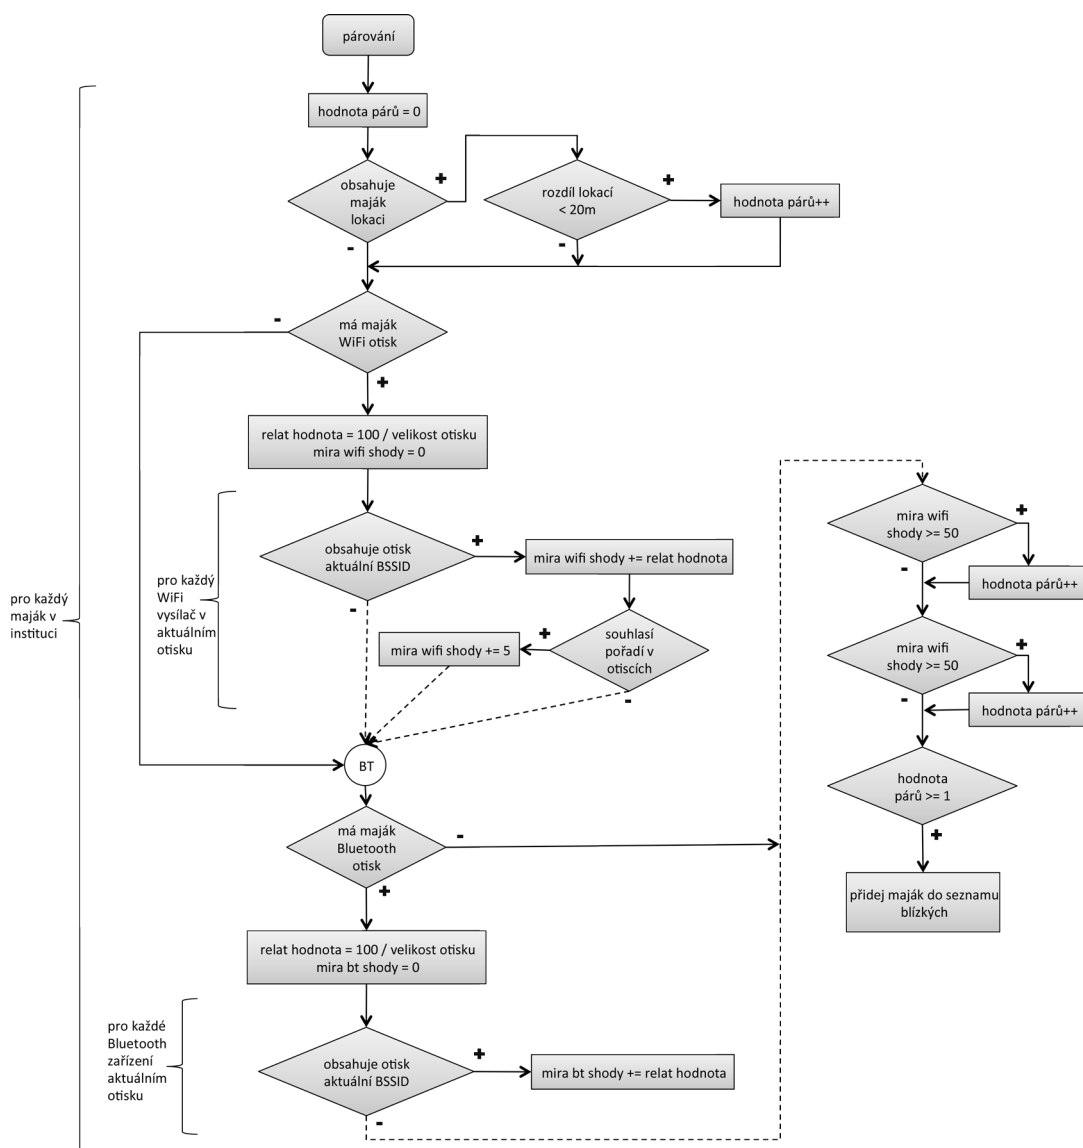 párování
hodnota párů = 0
obsahuje
maják
lokaci
+
-
rozdíl lokací
< 20m
+
-
hodnota párů++
má maják
WiFi otisk
-
+
relat hodnota = 100 / velikost otisku
mira wifi shody = 0
pro každý
maják v
instituci
pro každý
WiFi
vysílač v
aktuálním
otisku
obsahuje otisk
aktuální BSSID
+
-
mira wifi shody += relat hodnota
souhlasí
pořadí v
otiscích
+
-
mira wifi shody += 5
BT
má maják
Bluetooth
otisk
-
+
relat hodnota = 100 / velikost otisku
mira bt shody = 0
pro každé
Bluetooth
zařízení
aktuálním
otisku
obsahuje otisk
aktuální BSSID
+
-
mira bt shody += relat hodnota
mira wifi
shody >= 50
+
-
hodnota párů++
mira wifi
shody >= 50
+
-
hodnota párů++
hodnota
párů >= 1
+
přidej maják do seznamu
blízkých